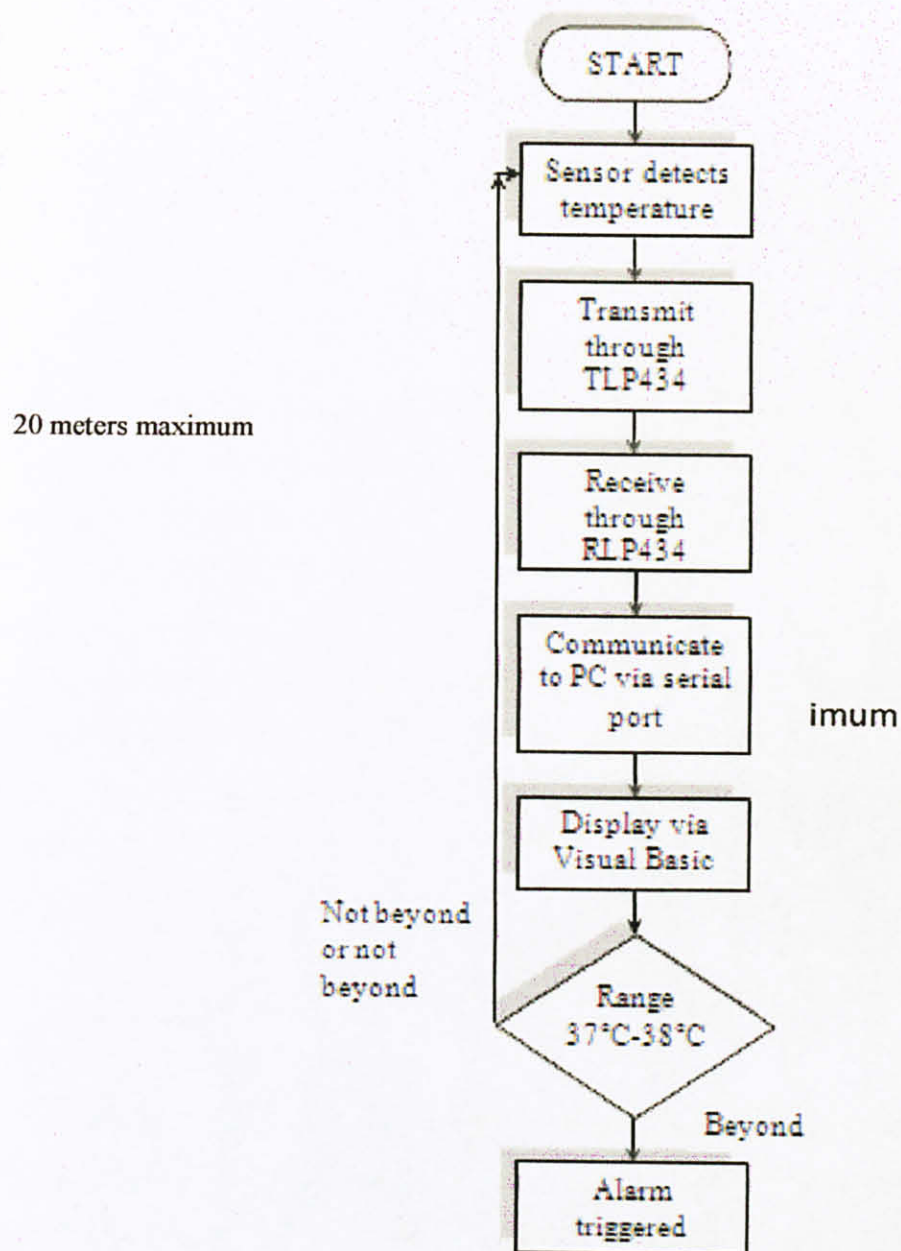 START
Sensor detects
temperature
Transmit
through
TLP434
20 meters maximum
Receive
through
RLP434
Communicate
to PC via serial
port
imum
Display via
Visual Basic
Not beyond
or not
beyond
Range
37°C-38°C
Beyond
Alarm
triggered